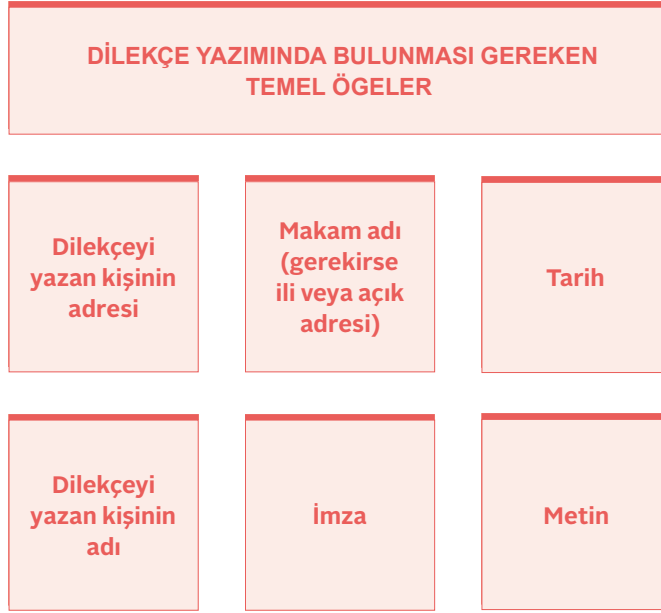 DİLEKÇE YAZIMINDA BULUNMASI GEREKEN
TEMEL ÖGELER
Dilekçeyi
yazan kişinin
adresi
Makam adı
(gerekirse
ili veya açık
adresi)
Tarih
Dilekçeyi
yazan kişinin
adı
İmza
Metin